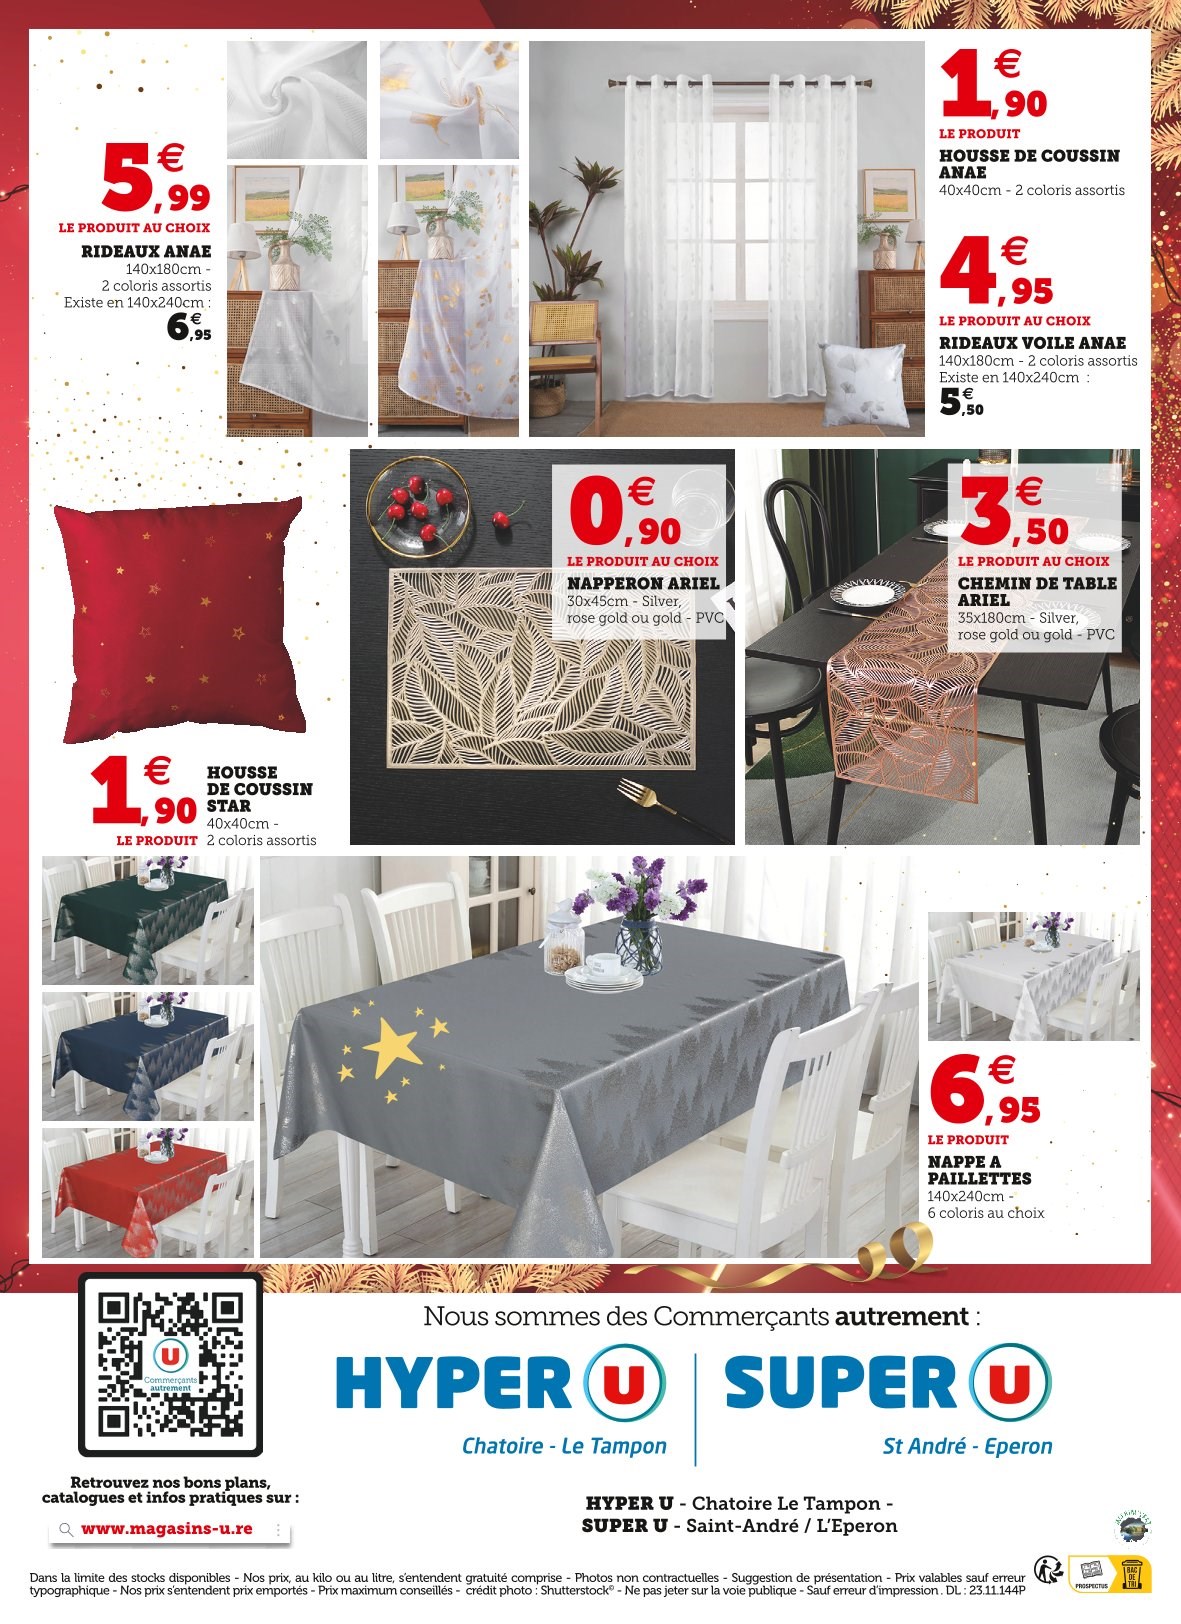 5€,99
LE PRODUIT AU CHOIX
RIDEAUX ANAE
140x180cm -
2 coloris assortis
Existe en 140x240cm :
6€,95
1€,90
LE PRODUIT
HOUSSE DE COUSSIN
ANAE
40x40cm - 2 coloris assortis
4€,95
LE PRODUIT AU CHOIX
RIDEAUX VOILE ANAE
140x180cm - 2 coloris assortis
Existe en 140x240cm :
5€,50
0€,90
LE PRODUIT AU CHOIX
NAPPERON ARIEL
30x45cm - Silver,
rose gold ou gold - PVC
3€,50
LE PRODUIT AU CHOIX
CHEMIN DE TABLE
ARIEL
35x180cm - Silver,
rose gold ou gold - PVC
1€,90
LE PRODUIT
HOUSSE
DE COUSSIN
STAR
40x40cm -
2 coloris assortis
6€,95
LE PRODUIT
NAPPE A
PAILLETTES
140x240cm -
6 coloris au choix
U
Commerçants
autrement
Retrouvez nos bons plans,
catalogues et infos pratiques sur :
www.magasins-u.re
Nous sommes des Commerçants autrement :
HYPER U
Chatoire - Le Tampon
SUPER U
St André - Eperon
HYPER U - Chatoire Le Tampon -
SUPER U - Saint-André / L'Eperon
PROSPECTUS
BAC DE TRI
Dans la limite des stocks disponibles - Nos prix, au kilo ou au litre, s'entendent gratuité comprise - Photos non contractuelles - Suggestion de présentation - Prix valables sauf erreur
typographique - Nos prix s'entendent prix emportés - Prix maximum conseillés - crédit photo : Shutterstock© - Ne pas jeter sur la voie publique - Sauf erreur d'impression. DL : 23.11.144P